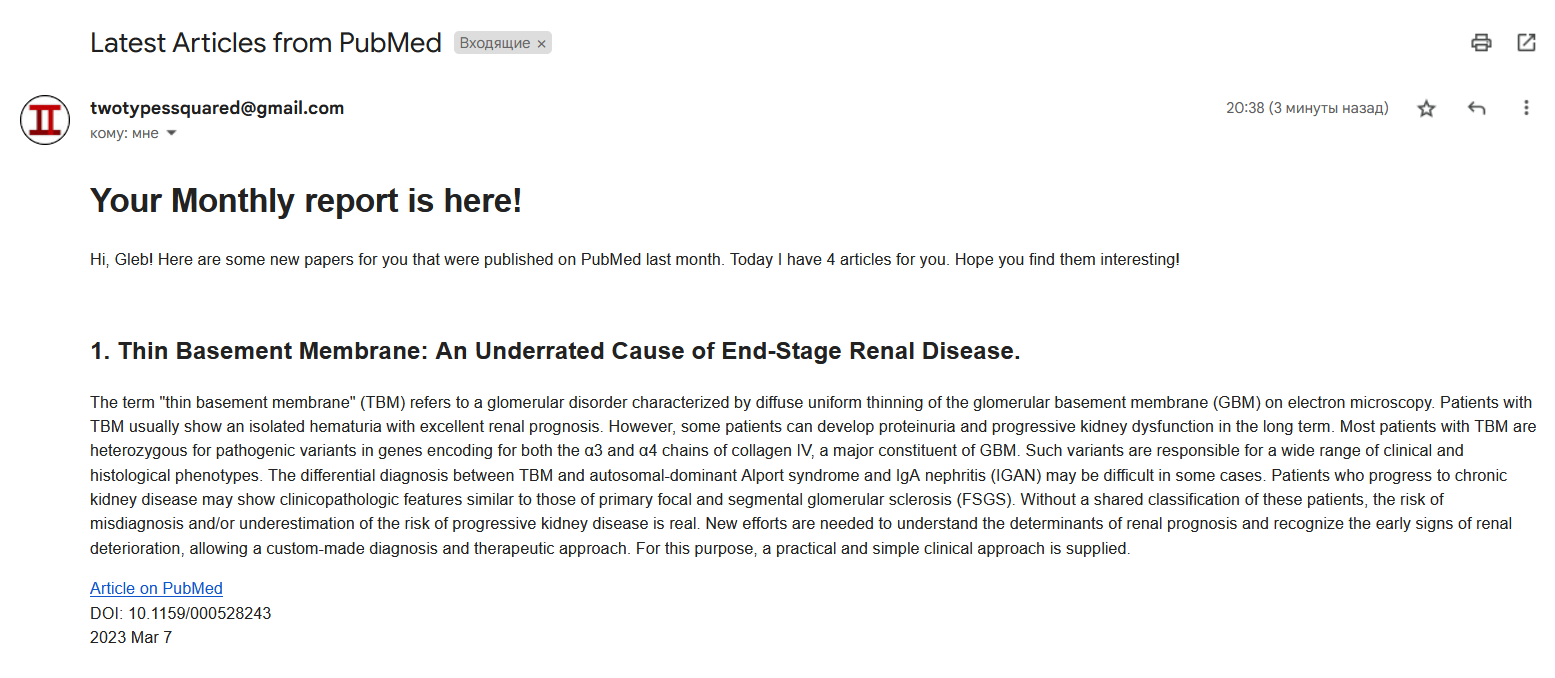 Latest Articles from PubMed Входящие ×
twotypessquared@gmail.com 20:38 (3 минуты назад)
кому: мне
Your Monthly report is here!
Hi, Gleb! Here are some new papers for you that were published on PubMed last month. Today I have 4 articles for you. Hope you find them interesting!
1. Thin Basement Membrane: An Underrated Cause of End-Stage Renal Disease.
The term "thin basement membrane" (TBM) refers to a glomerular disorder characterized by diffuse uniform thinning of the glomerular basement membrane (GBM) on electron microscopy. Patients with
TBM usually show an isolated hematuria with excellent renal prognosis. However, some patients can develop proteinuria and progressive kidney dysfunction in the long term. Most patients with TBM are
heterozygous for pathogenic variants in genes encoding for both the α3 and α4 chains of collagen IV, a major constituent of GBM. Such variants are responsible for a wide range of clinical and
histological phenotypes. The differential diagnosis between TBM and autosomal-dominant Alport syndrome and IgA nephritis (IGAN) may be difficult in some cases. Patients who progress to chronic
kidney disease may show clinicopathologic features similar to those of primary focal and segmental glomerular sclerosis (FSGS). Without a shared classification of these patients, the risk of
misdiagnosis and/or underestimation of the risk of progressive kidney disease is real. New efforts are needed to understand the determinants of renal prognosis and recognize the early signs of renal
deterioration, allowing a custom-made diagnosis and therapeutic approach. For this purpose, a practical and simple clinical approach is supplied.
Article on PubMed
DOI: 10.1159/000528243
2023 Mar 7